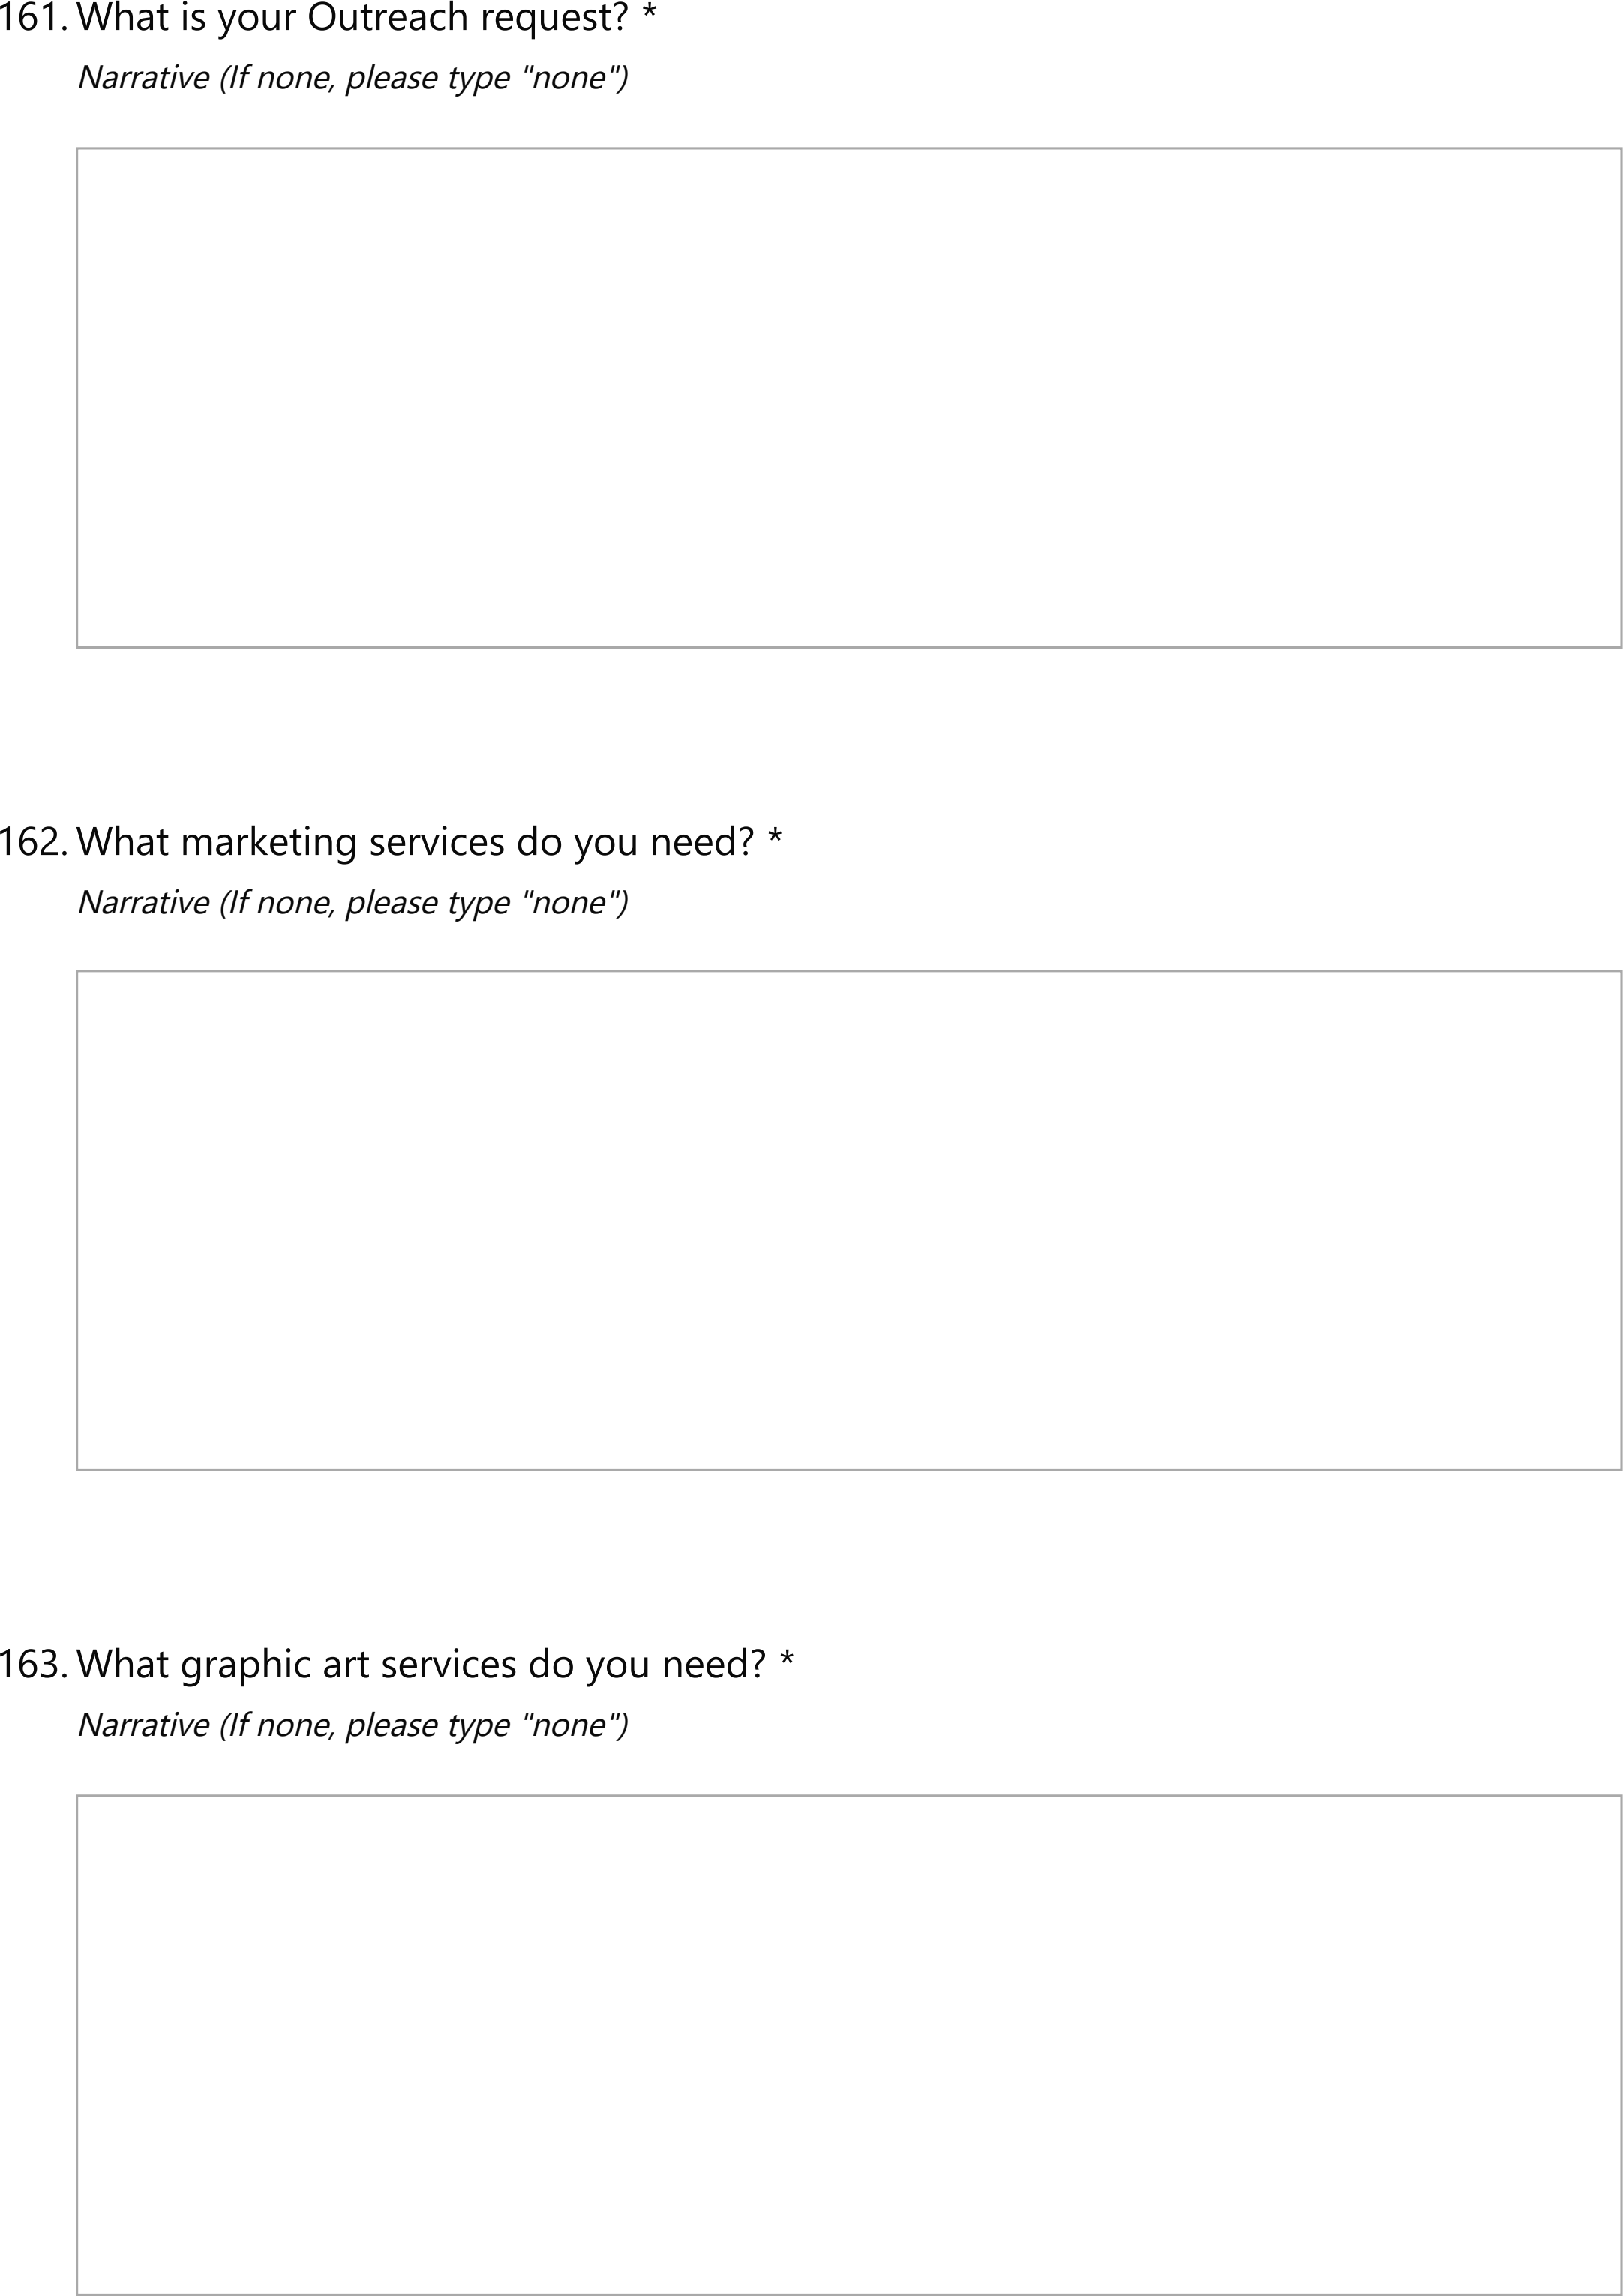 161. What is your Outreach request? *
Narrative (If none, please type "none")
162. What marketing services do you need? *
Narrative (If none, please type "none")
163. What graphic art services do you need? *
Narrative (If none, please type "none")